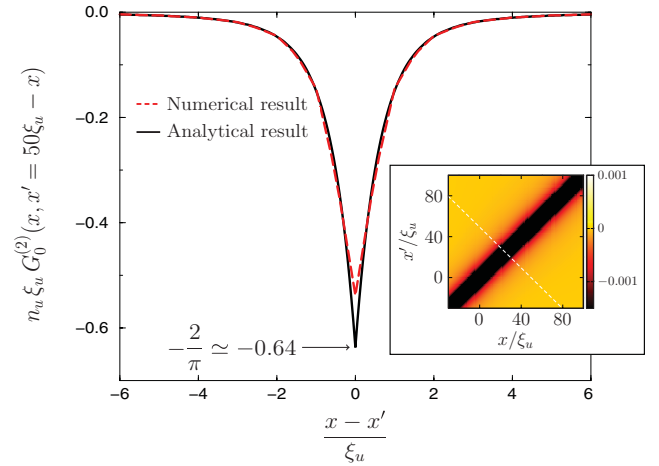 0.0
−0.2
−0.4
−0.6
n_u ξ_u G_0^{(2)}(x, x′ = 50ξ_u − x)
Numerical result
Analytical result
−2/π ≃ −0.64
−6
−4
−2
0
2
4
6
x − x′
ξ_u
0.001
0
−0.001
80
40
0
x′/ξ_u
0
40
80
x/ξ_u